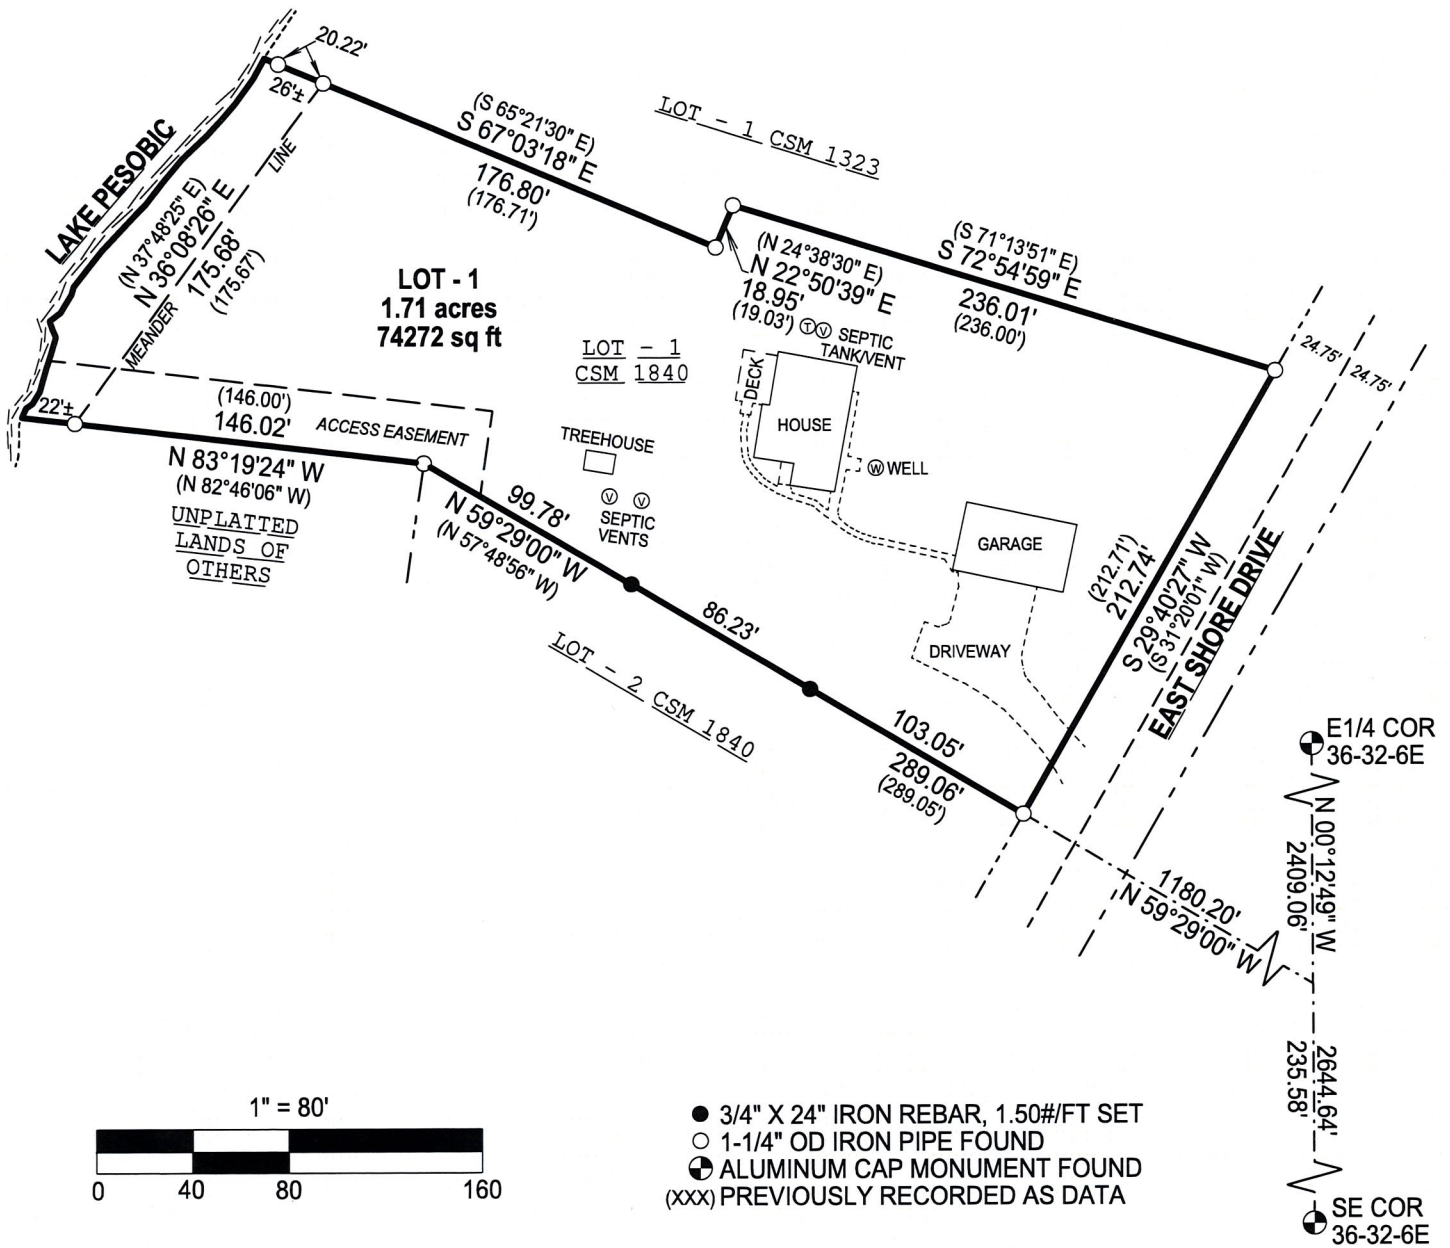 20.22'
26'±
LAKE PESOBIC
(N 37°48'25" E)
N 36°08'26" E
175.68'
(175.67')
MEANDER LINE
(S 65°21'30" E)
S 67°03'18" E
176.80'
(176.71')
LOT - 1 CSM 1323
(N 24°38'30" E)
N 22°50'39" E
18.95'
(19.03')
(S 71°13'51" E)
S 72°54'59" E
236.01'
(236.00')
24.75'
24.75'
LOT - 1
1.71 acres
74272 sq ft
LOT - 1
CSM 1840
T V SEPTIC
TANK/VENT
DECK
HOUSE
W WELL
TREEHOUSE
V V
SEPTIC
VENTS
GARAGE
DRIVEWAY
22'±
(146.00')
146.02'
ACCESS EASEMENT
N 83°19'24" W
(N 82°46'06" W)
UNPLATTED
LANDS OF
OTHERS
99.78'
N 59°29'00" W
(N 57°48'56" W)
86.23'
LOT - 2 CSM 1840
103.05'
289.06'
(289.05')
(212.71')
212.74'
S 29°40'27" W
(S 31°20'01" W)
EAST SHORE DRIVE
1180.20'
N 59°29'00" W
E1/4 COR
36-32-6E
N 00°12'49" W
2409.06'
2644.64'
235.58'
SE COR
36-32-6E
1" = 80'
0 40 80 160
3/4" X 24" IRON REBAR, 1.50#/FT SET
1-1/4" OD IRON PIPE FOUND
ALUMINUM CAP MONUMENT FOUND
(XXX) PREVIOUSLY RECORDED AS DATA